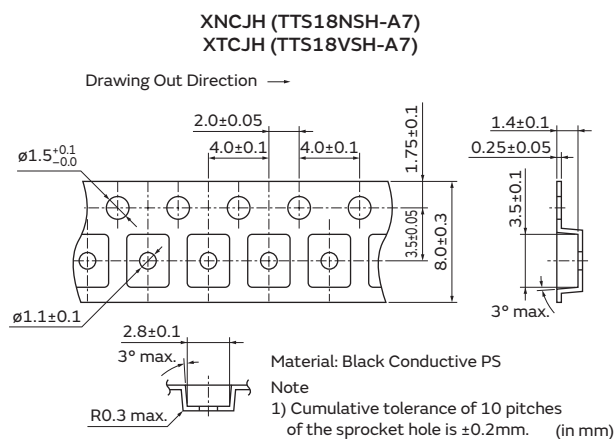 XNCJH (TTS18NSH-A7)
XTCJH (TTS18VSH-A7)
Drawing Out Direction →
2.0±0.05
4.0±0.1
4.0±0.1
1.75±0.1
1.4±0.1
0.25±0.05
ø1.5+0.1 -0.0
3.5±0.05
8.0±0.3
3.5±0.1
ø1.1±0.1
3° max.
2.8±0.1
3° max.
R0.3 max.
Material: Black Conductive PS
Note
1) Cumulative tolerance of 10 pitches
of the sprocket hole is ±0.2mm.
(in mm)